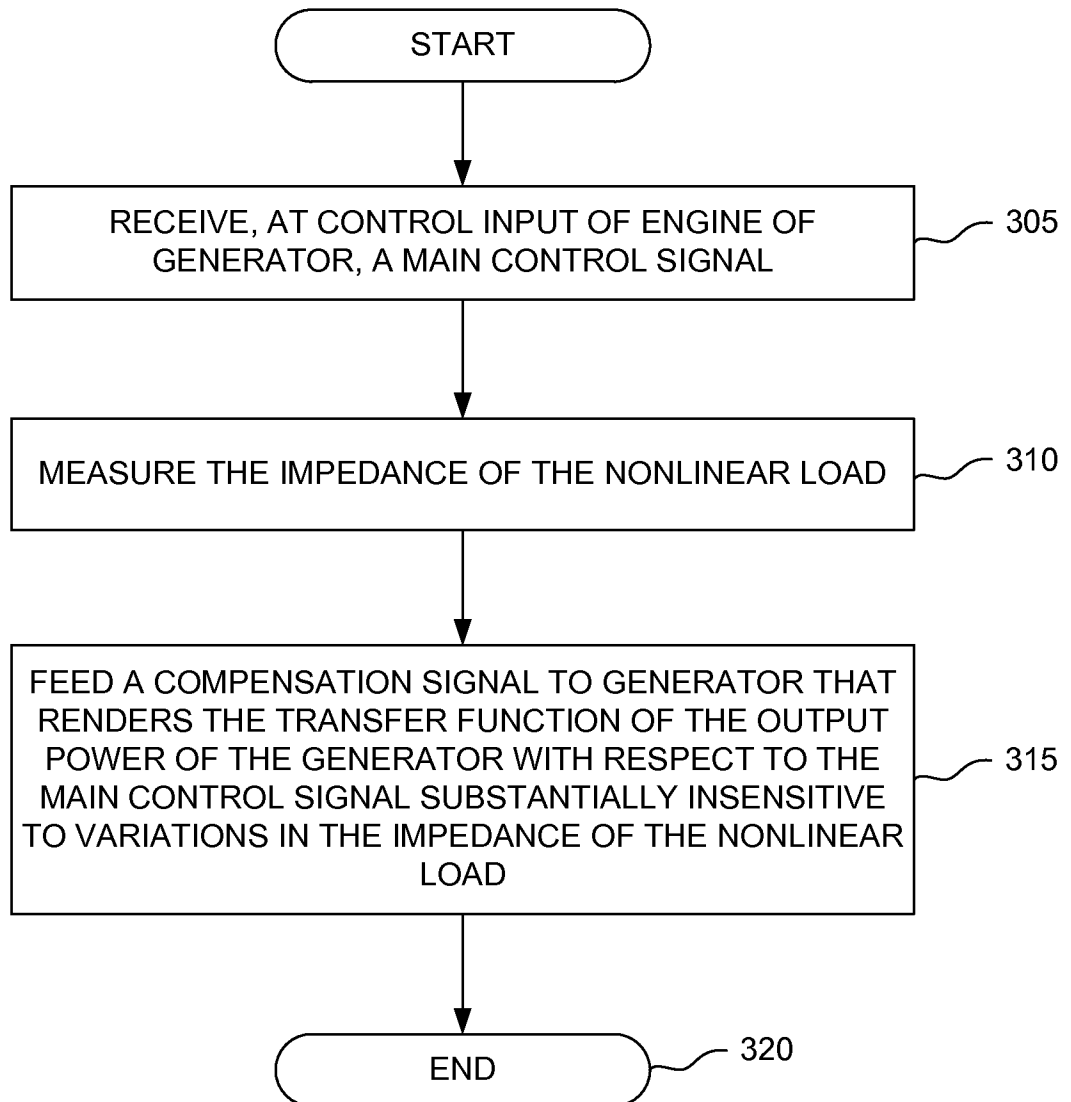 START
RECEIVE, AT CONTROL INPUT OF ENGINE OF
GENERATOR, A MAIN CONTROL SIGNAL
305
MEASURE THE IMPEDANCE OF THE NONLINEAR LOAD
310
FEED A COMPENSATION SIGNAL TO GENERATOR THAT
RENDERS THE TRANSFER FUNCTION OF THE OUTPUT
POWER OF THE GENERATOR WITH RESPECT TO THE
MAIN CONTROL SIGNAL SUBSTANTIALLY INSENSITIVE
TO VARIATIONS IN THE IMPEDANCE OF THE NONLINEAR
LOAD
315
END
320